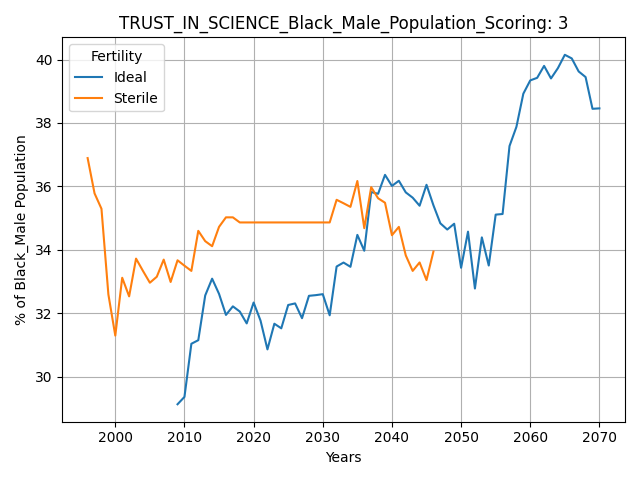 TRUST_IN_SCIENCE_Black_Male_Population_Scoring: 3
Fertility
Ideal
Sterile
% of Black_Male Population
40
38
36
34
32
30
2000
2010
2020
2030
2040
2050
2060
2070
Years